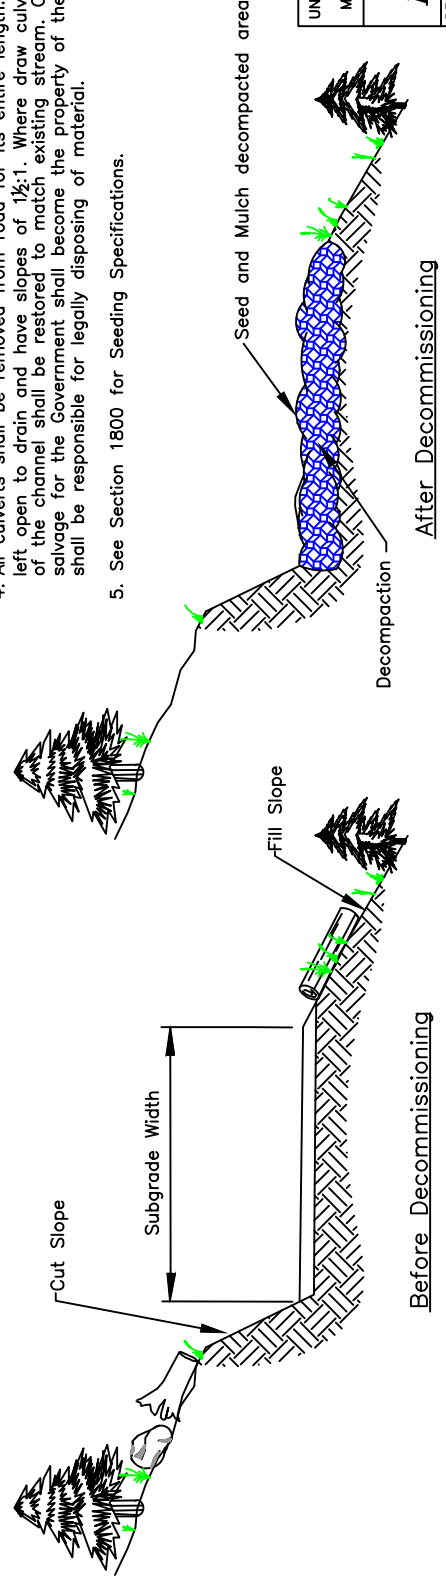 4. All culverts shall be removed from road for its entire length.
left open to drain and have slopes of 1½:1. Where draw culv
of the channel shall be restored to match existing stream. C
salvage for the Government shall become the property of the
shall be responsible for legally disposing of material.
5. See Section 1800 for Seeding Specifications.
Cut Slope
Subgrade Width
Fill Slope
Before Decommissioning
Seed and Mulch decompacted area
Decompaction
After Decommissioning
UN
M